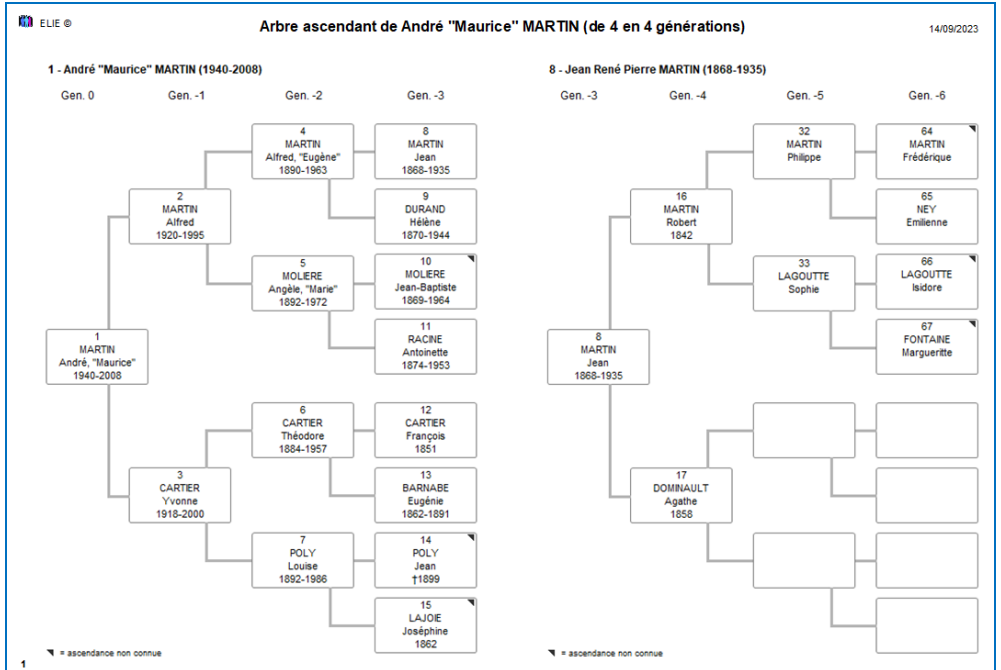 ELIE ©
Arbre ascendant de André "Maurice" MARTIN (de 4 en 4 générations)
14/09/2023
1 - André "Maurice" MARTIN (1940-2008)
Gen. 0 Gen. -1 Gen. -2 Gen. -3
1
MARTIN
André, "Maurice"
1940-2008
2
MARTIN
Alfred
1920-1995
3
CARTIER
Yvonne
1918-2000
4
MARTIN
Alfred, "Eugène"
1890-1963
5
MOLIERE
Angèle, "Marie"
1892-1972
6
CARTIER
Théodore
1884-1957
7
POLY
Louise
1892-1986
8
MARTIN
Jean
1868-1935
9
DURAND
Hélène
1870-1944
10
MOLIERE
Jean-Baptiste
1869-1964
11
RACINE
Antoinette
1874-1953
12
CARTIER
François
1851
13
BARNABE
Eugénie
1862-1891
14
POLY
Jean
†1899
15
LAJOIE
Joséphine
1862
= ascendance non connue
8 - Jean René Pierre MARTIN (1868-1935)
Gen. -3 Gen. -4 Gen. -5 Gen. -6
8
MARTIN
Jean
1868-1935
16
MARTIN
Robert
1842
17
DOMINAULT
Agathe
1858
32
MARTIN
Philippe
33
LAGOUTTE
Sophie
64
MARTIN
Frédérique
65
NEY
Emilienne
66
LAGOUTTE
Isidore
67
FONTAINE
Margueritte
= ascendance non connue
1